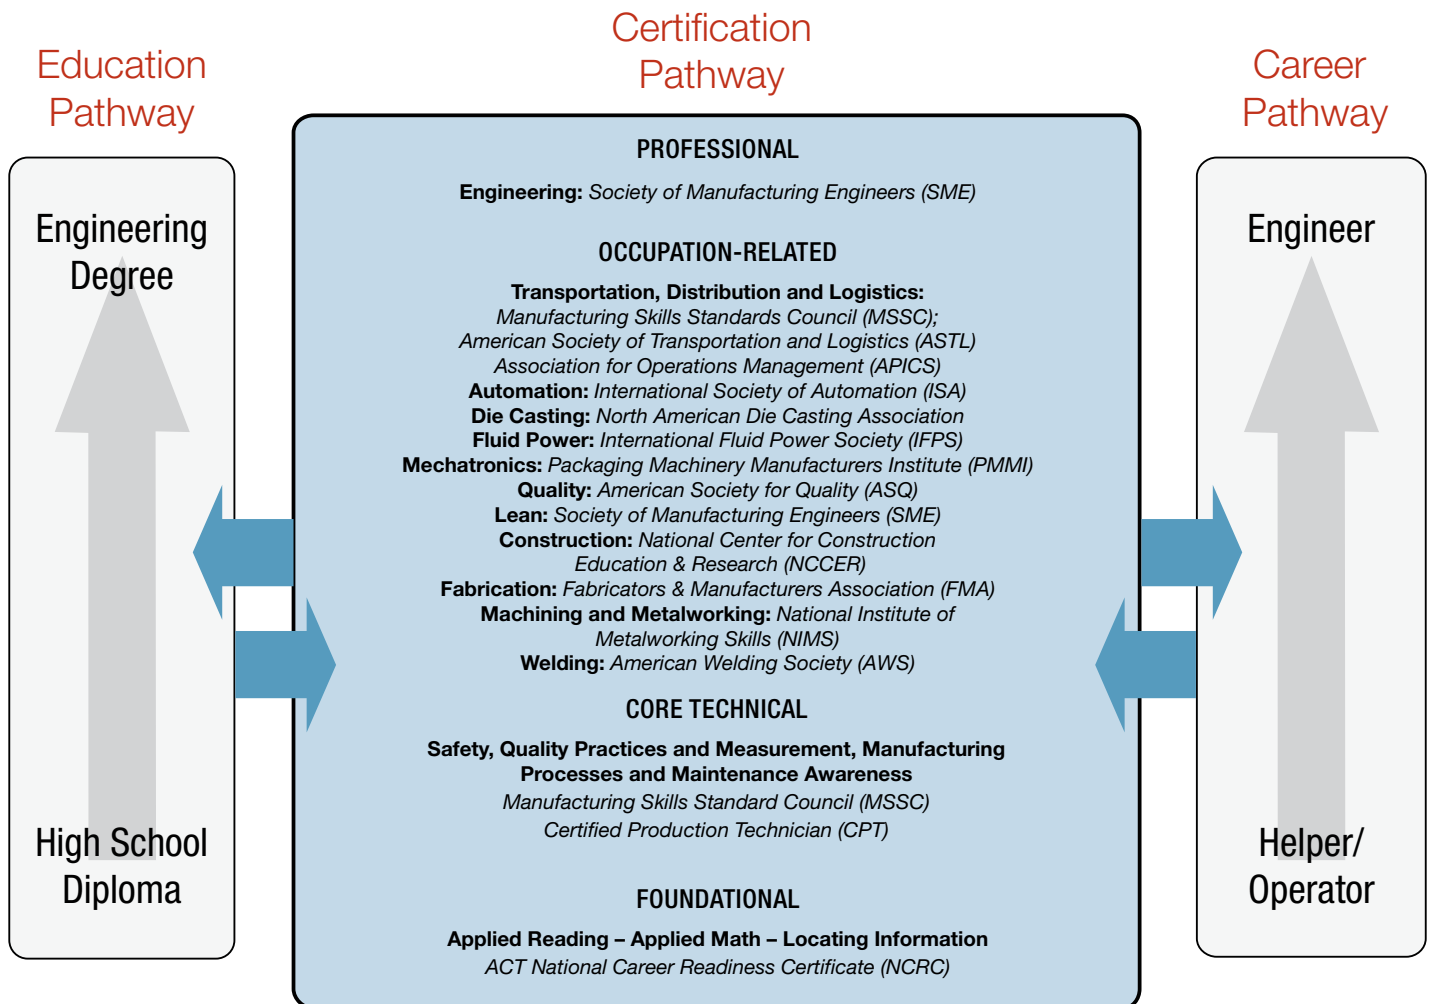 Education
Pathway
Engineering
Degree
High School
Diploma
Certification
Pathway
PROFESSIONAL
Engineering: Society of Manufacturing Engineers (SME)
OCCUPATION-RELATED
Transportation, Distribution and Logistics:
Manufacturing Skills Standards Council (MSSC);
American Society of Transportation and Logistics (ASTL)
Association for Operations Management (APICS)
Automation: International Society of Automation (ISA)
Die Casting: North American Die Casting Association
Fluid Power: International Fluid Power Society (IFPS)
Mechatronics: Packaging Machinery Manufacturers Institute (PMMI)
Quality: American Society for Quality (ASQ)
Lean: Society of Manufacturing Engineers (SME)
Construction: National Center for Construction
Education & Research (NCCER)
Fabrication: Fabricators & Manufacturers Association (FMA)
Machining and Metalworking: National Institute of
Metalworking Skills (NIMS)
Welding: American Welding Society (AWS)
CORE TECHNICAL
Safety, Quality Practices and Measurement, Manufacturing
Processes and Maintenance Awareness
Manufacturing Skills Standard Council (MSSC)
Certified Production Technician (CPT)
FOUNDATIONAL
Applied Reading – Applied Math – Locating Information
ACT National Career Readiness Certificate (NCRC)
Career
Pathway
Engineer
Helper/
Operator